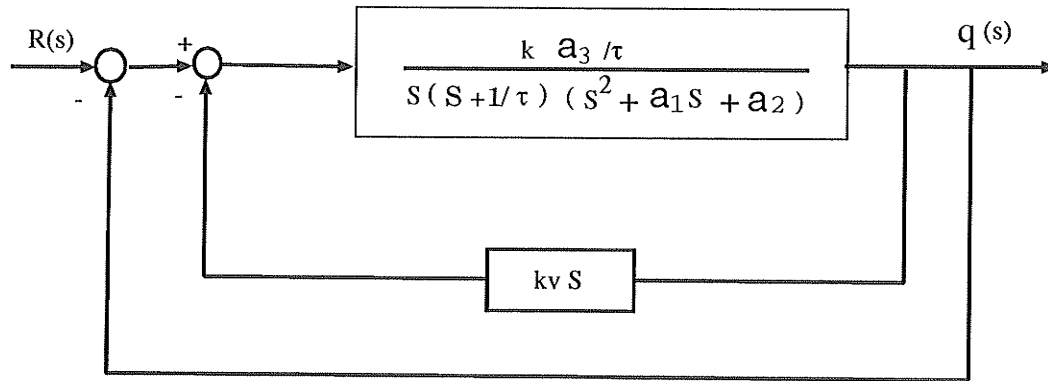 R(s)
+
-
-
k a₃ /τ
S ( S +1/ τ ) ( S² + a₁S + a₂ )
q (s)
kv S